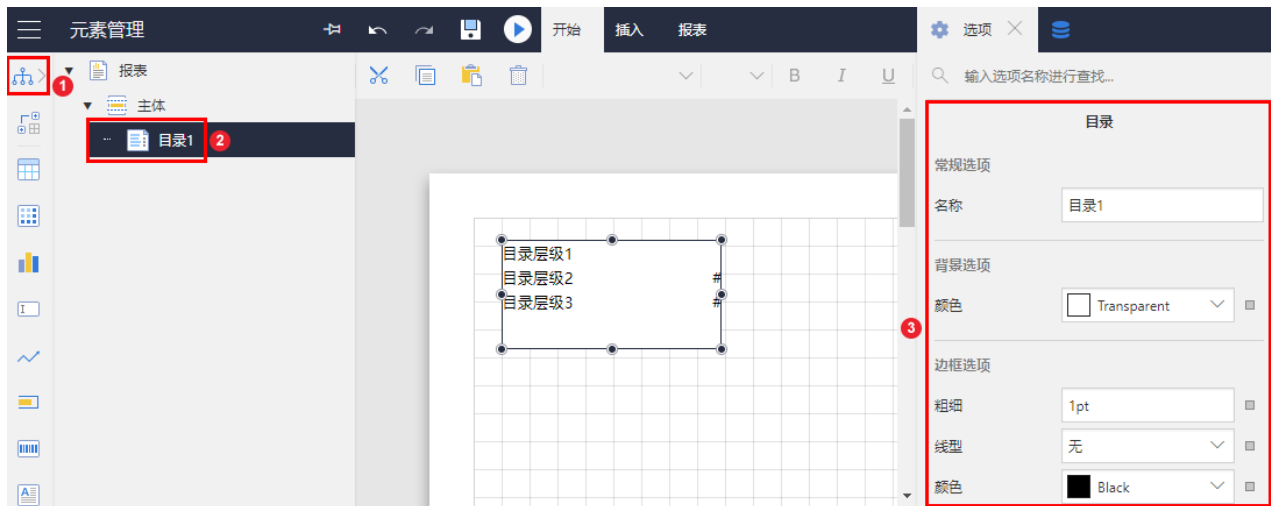 元素管理
开始
插入
报表
选项
1
报表
主体
目录1
2
B
I
U
输入选项名称进行查找...
目录层级1
目录层级2 #
目录层级3 #
3
目录
常规选项
名称 目录1
背景选项
颜色 Transparent
边框选项
粗细 1pt
线型 无
颜色 Black